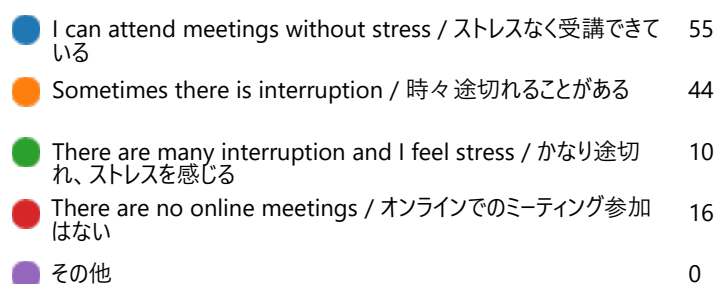 I can attend meetings without stress / ストレスなく受講できて 55
いる
Sometimes there is interruption / 時々途切れることがある 44
There are many interruption and I feel stress / かなり途切 10
れ、ストレスを感じる
There are no online meetings / オンラインでのミーティング参加 16
はない
その他 0